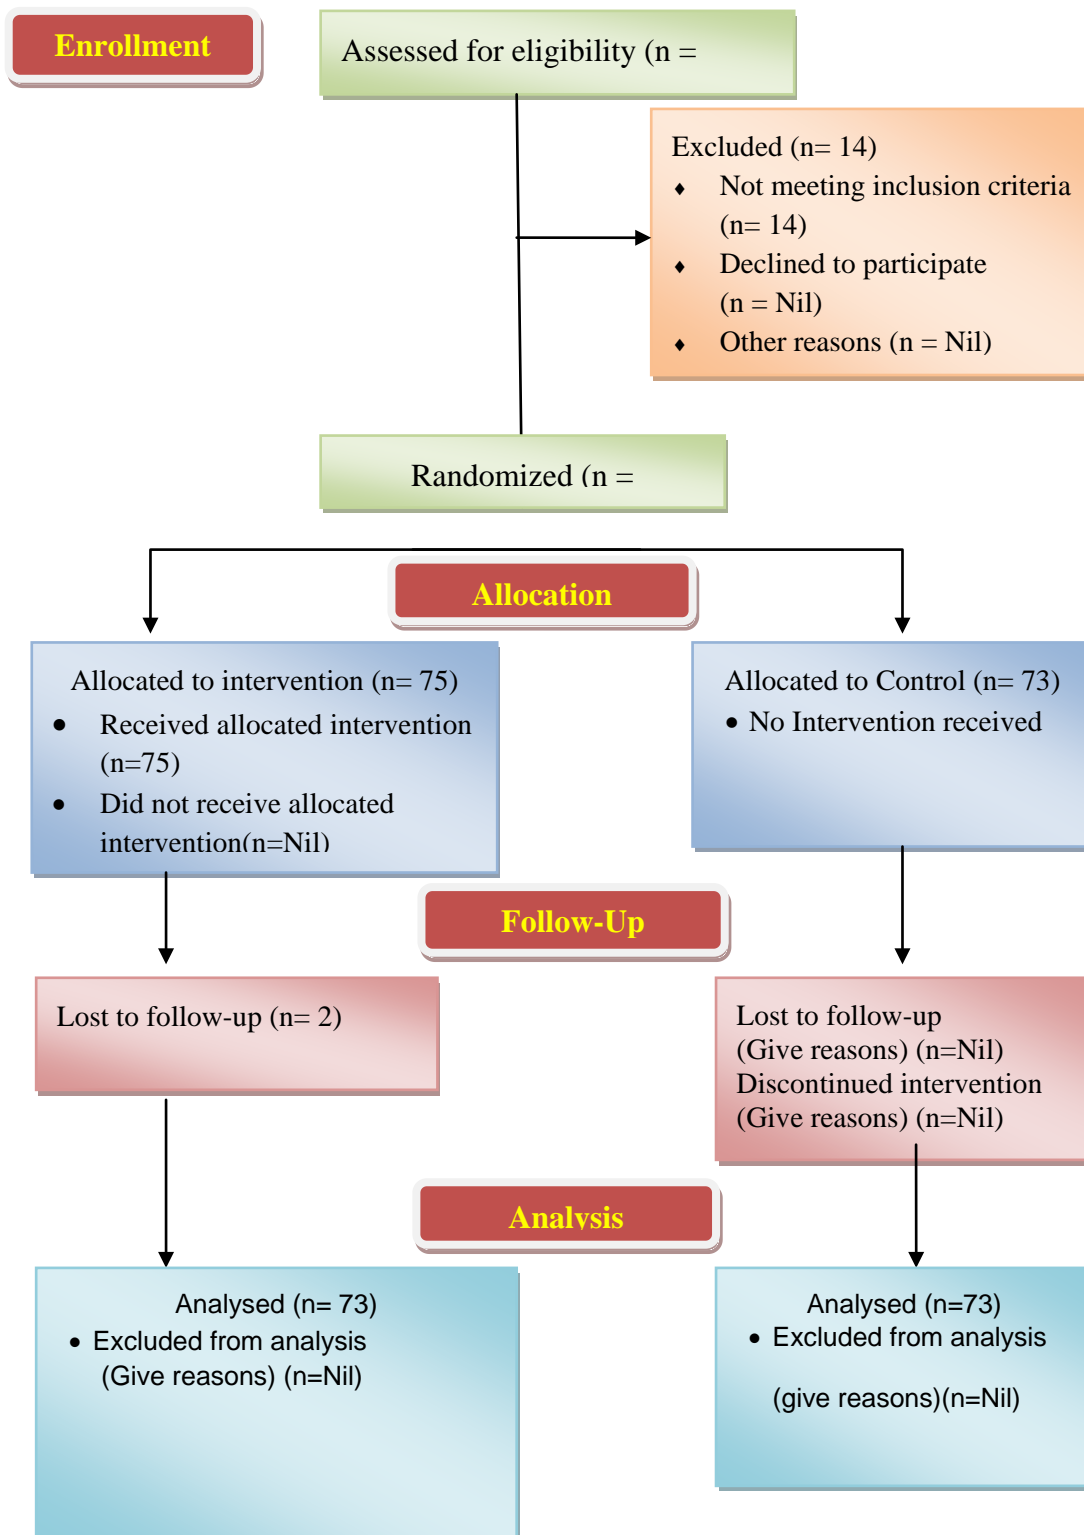 Enrollment
Assessed for eligibility (n =
Excluded (n= 14)
⬧ Not meeting inclusion criteria
(n= 14)
⬧ Declined to participate
(n = Nil)
⬧ Other reasons (n = Nil)
Randomized (n =
Allocation
Allocated to intervention (n= 75)
• Received allocated intervention
(n=75)
• Did not receive allocated
intervention(n=Nil)
Allocated to Control (n= 73)
• No Intervention received
Follow-Up
Lost to follow-up (n= 2)
Lost to follow-up
(Give reasons) (n=Nil)
Discontinued intervention
(Give reasons) (n=Nil)
Analysis
Analysed (n= 73)
• Excluded from analysis
(Give reasons) (n=Nil)
Analysed (n=73)
• Excluded from analysis
(give reasons)(n=Nil)